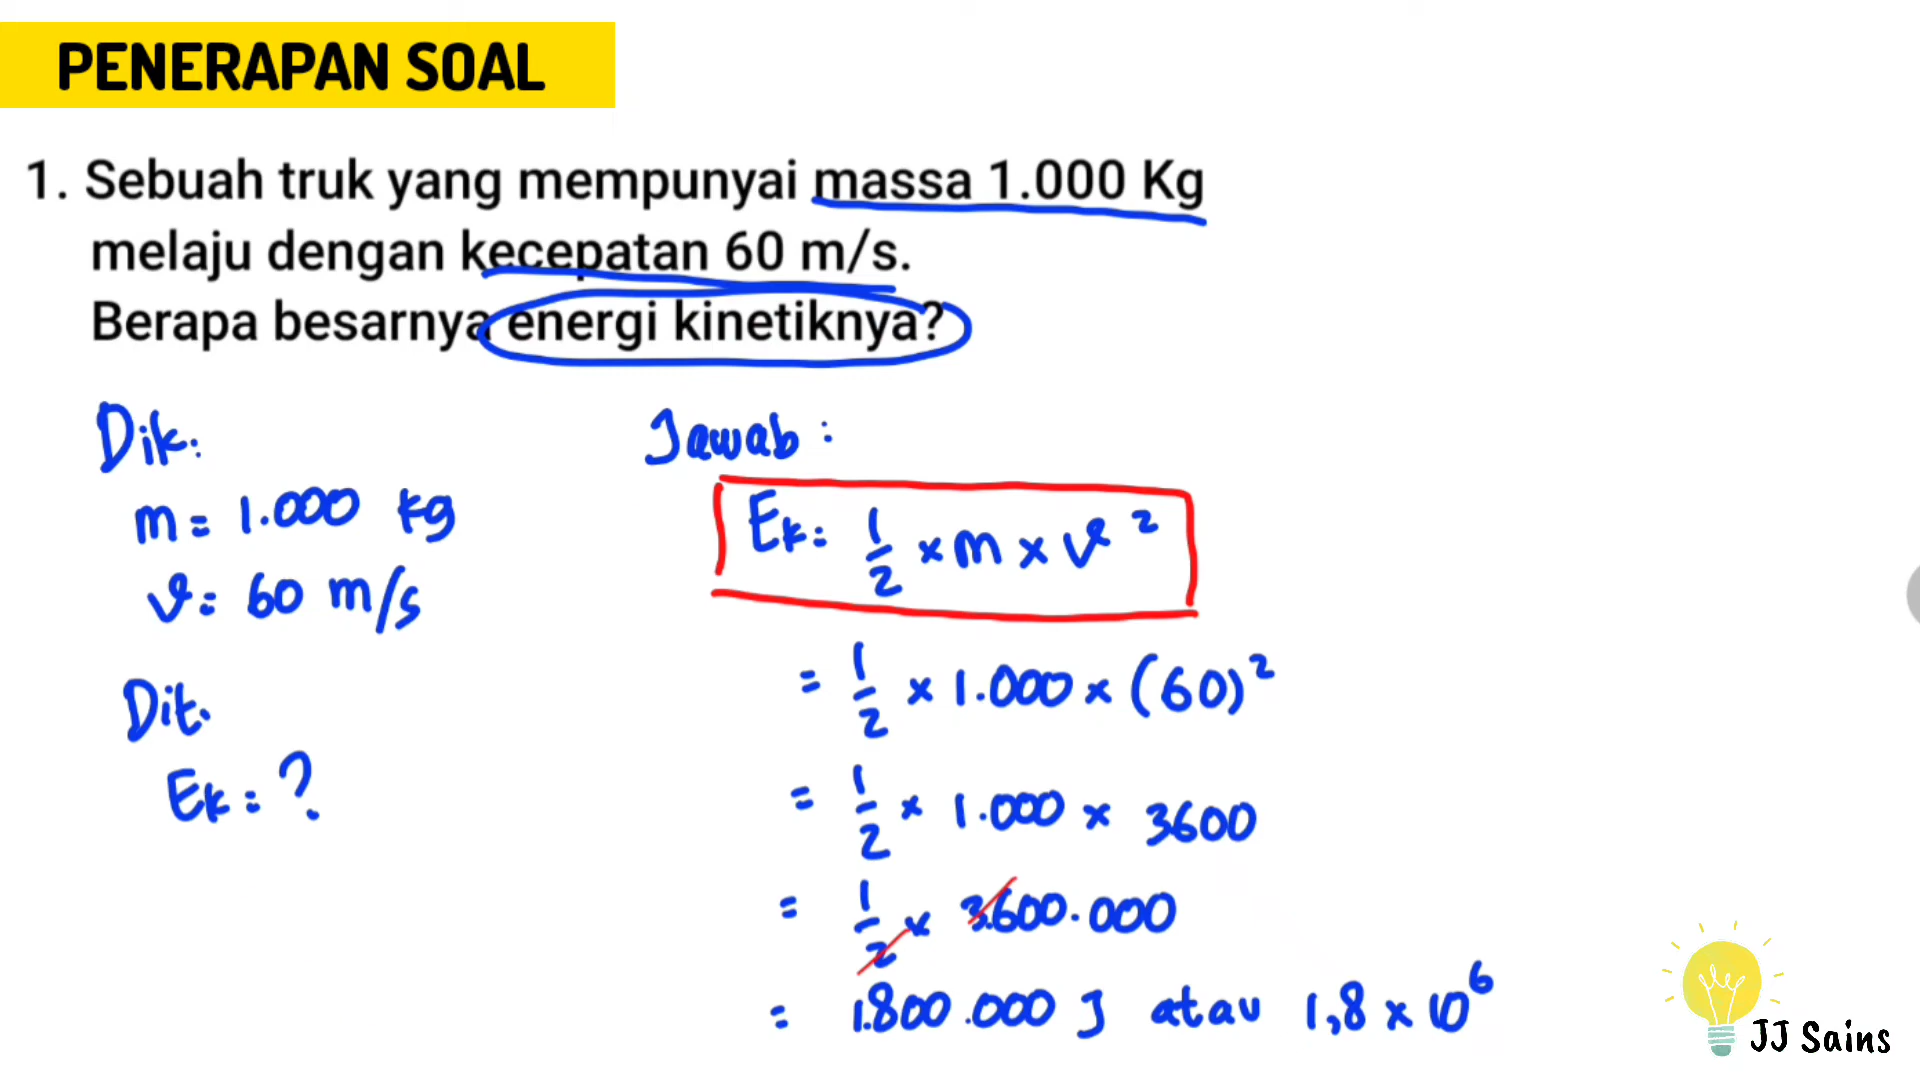 PENERAPAN SOAL
1. Sebuah truk yang mempunyai massa 1.000 Kg
melaju dengan kecepatan 60 m/s.
Berapa besarnya energi kinetiknya?
Dik.
m = 1.000 kg
v = 60 m/s
Dit.
Ek = ?
Jawab :
Ek = 1/2 × m × v²
= 1/2 × 1.000 × (60)²
= 1/2 × 1.000 × 3600
= 1/2 × 3.600.000
= 1.800.000 J atau 1,8 × 10⁶
JJ Sains